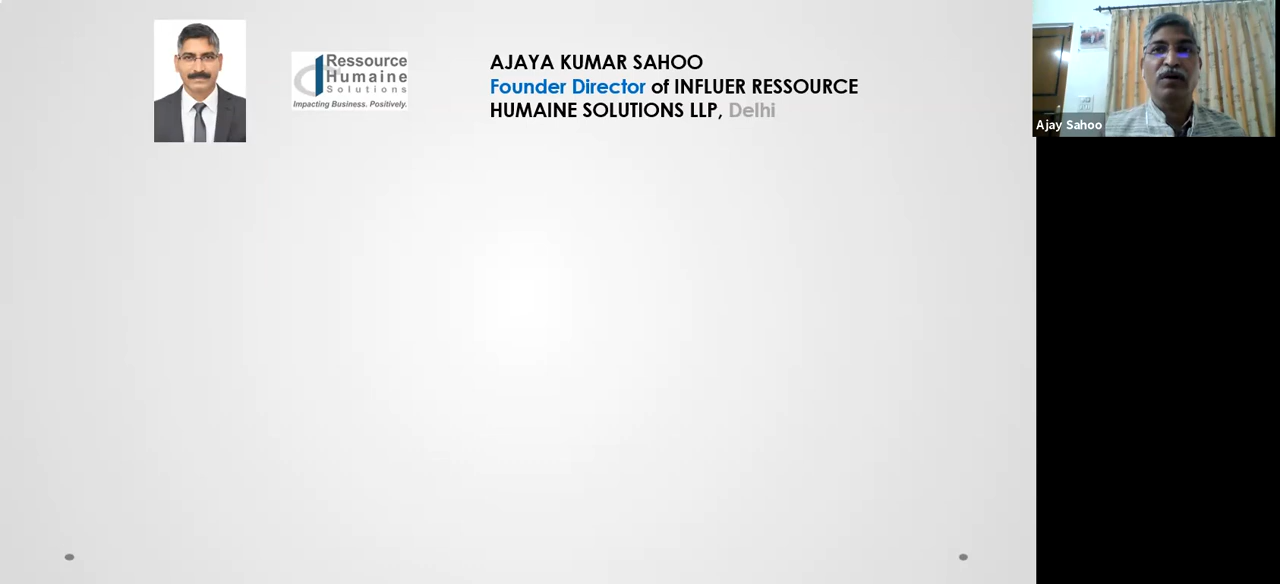 Ressource
Humaine
Solutions
Impacting Business. Positively.
AJAYA KUMAR SAHOO
Founder Director of INFLUER RESSOURCE
HUMAINE SOLUTIONS LLP, Delhi
Ajay Sahoo